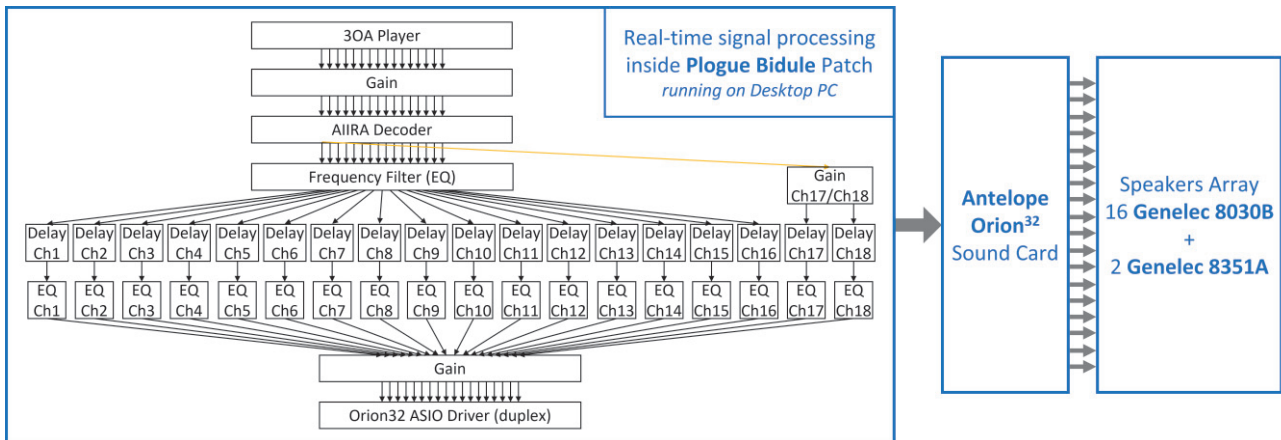 3OA Player
Gain
AIIRA Decoder
Frequency Filter (EQ)
Gain
Ch17/Ch18
Delay Delay Delay Delay Delay Delay Delay Delay Delay Delay Delay Delay Delay Delay Delay Delay Delay Delay
Ch1 Ch2 Ch3 Ch4 Ch5 Ch6 Ch7 Ch8 Ch9 Ch10 Ch11 Ch12 Ch13 Ch14 Ch15 Ch16 Ch17 Ch18
EQ EQ EQ EQ EQ EQ EQ EQ EQ EQ EQ EQ EQ EQ EQ EQ EQ EQ
Ch1 Ch2 Ch3 Ch4 Ch5 Ch6 Ch7 Ch8 Ch9 Ch10 Ch11 Ch12 Ch13 Ch14 Ch15 Ch16 Ch17 Ch18
Gain
Orion32 ASIO Driver (duplex)
Real-time signal processing
inside Plogue Bidule Patch
running on Desktop PC
Antelope
Orion³²
Sound Card
Speakers Array
16 Genelec 8030B
+
2 Genelec 8351A